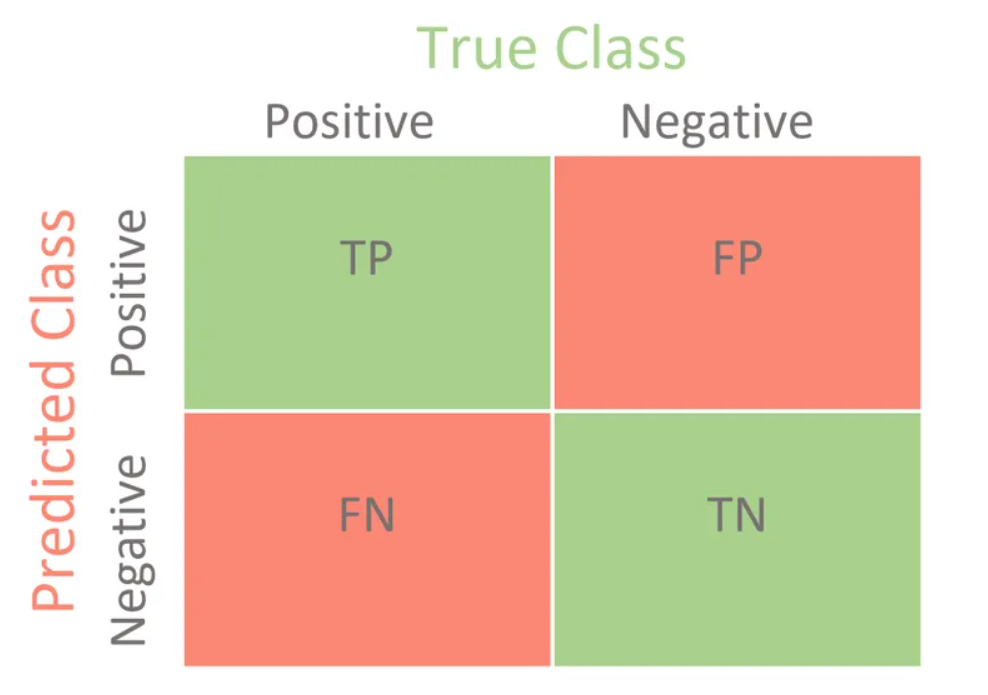 True Class
Positive Negative
Predicted Class
Positive
TP FP
Negative
FN TN